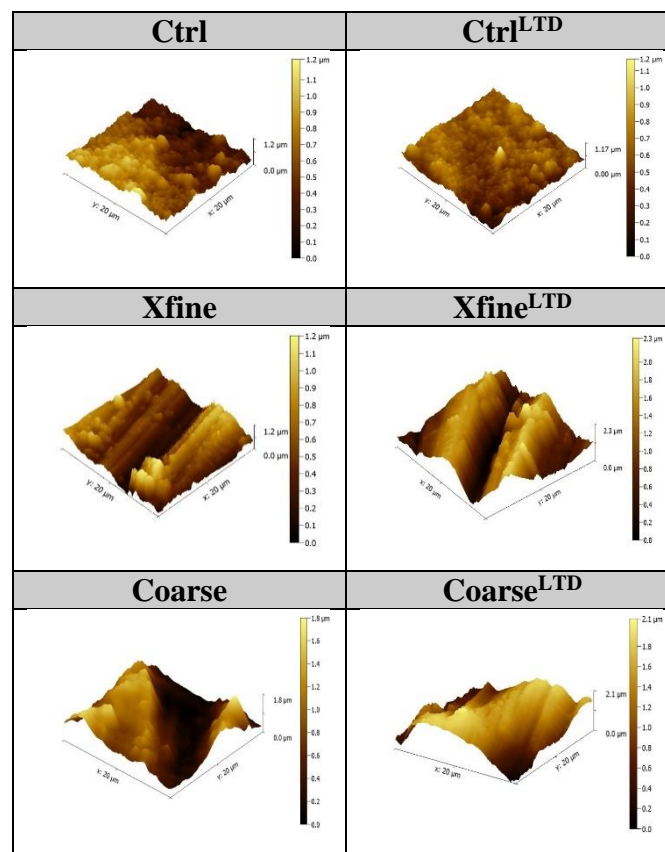 Ctrl
Ctrl^LTD
1.2 µm
1.1
1.0
0.9
0.8
0.7
0.6
0.5
0.4
0.3
0.2
0.1
0.0
1.2 µm
0.0 µm
y: 20 µm
x: 20 µm
1.2 µm
1.1
1.0
0.9
0.8
0.7
0.6
0.5
0.4
0.3
0.2
0.1
0.0
1.17 µm
0.00 µm
y: 20 µm
x: 20 µm
Xfine
Xfine^LTD
1.2 µm
1.1
1.0
0.9
0.8
0.7
0.6
0.5
0.4
0.3
0.2
0.1
0.0
1.2 µm
0.0 µm
y: 20 µm
x: 20 µm
2.3 µm
2.0
1.8
1.6
1.4
1.2
1.0
0.8
0.6
0.4
0.2
0.0
2.3 µm
0.0 µm
x: 20 µm
y: 20 µm
Coarse
Coarse^LTD
1.8 µm
1.6
1.4
1.2
1.0
0.8
0.6
0.4
0.2
0.0
1.8 µm
0.0 µm
x: 20 µm
y: 20 µm
2.1 µm
1.8
1.6
1.4
1.2
1.0
0.8
0.6
0.4
0.2
0.0
2.1 µm
0.0 µm
x: 20 µm
y: 20 µm